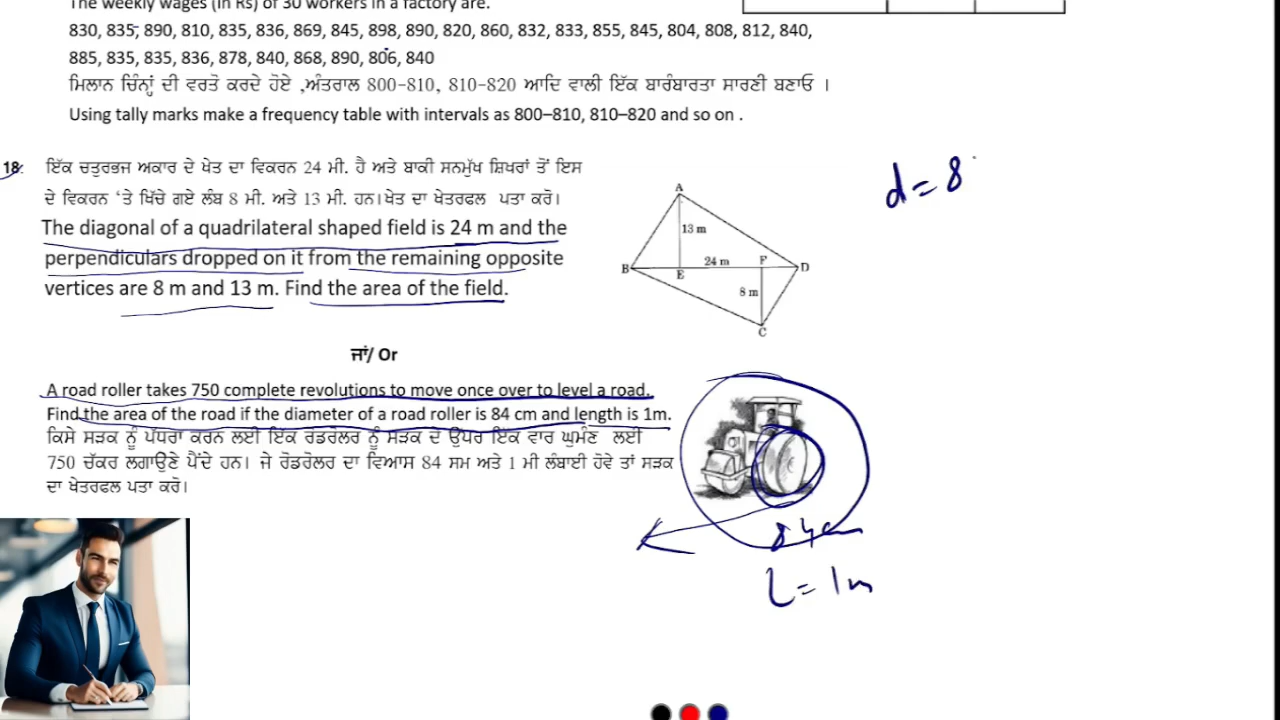 The weekly wages (in Rs) of 30 workers in a factory are.
830, 835, 890, 810, 835, 836, 869, 845, 898, 890, 820, 860, 832, 833, 855, 845, 804, 808, 812, 840,
885, 835, 835, 836, 878, 840, 868, 890, 806, 840
ਮਿਲਾਨ ਚਿੰਨ੍ਹਾਂ ਦੀ ਵਰਤੋ ਕਰਦੇ ਹੋਏ ,ਅੰਤਰਾਲ 800-810, 810-820 ਆਦਿ ਵਾਲੀ ਇੱਕ ਬਾਰੰਬਾਰਤਾ ਸਾਰਣੀ ਬਣਾਓ ।
Using tally marks make a frequency table with intervals as 800–810, 810–820 and so on .
18. ਇੱਕ ਚਤੁਰਭਜ ਅਕਾਰ ਦੇ ਖੇਤ ਦਾ ਵਿਕਰਨ 24 ਮੀ. ਹੈ ਅਤੇ ਬਾਕੀ ਸਨਮੁੱਖ ਸ਼ਿਖਰਾਂ ਤੋਂ ਇਸ
ਦੇ ਵਿਕਰਨ 'ਤੇ ਖਿੱਚੇ ਗਏ ਲੰਬ 8 ਮੀ. ਅਤੇ 13 ਮੀ. ਹਨ।ਖੇਤ ਦਾ ਖੇਤਰਫਲ ਪਤਾ ਕਰੋ।
The diagonal of a quadrilateral shaped field is 24 m and the
perpendiculars dropped on it from the remaining opposite
vertices are 8 m and 13 m. Find the area of the field.
A
13 m
B
E
24 m
F
D
8 m
C
d = 8
ਜਾਂ/ Or
A road roller takes 750 complete revolutions to move once over to level a road.
Find the area of the road if the diameter of a road roller is 84 cm and length is 1m.
ਕਿਸੇ ਸੜਕ ਨੂੰ ਪੱਧਰਾ ਕਰਨ ਲਈ ਇਕ ਰੋਡਰੋਲਰ ਨੂੰ ਸੜਕ ਦੇ ਉਪਰ ਇੱਕ ਵਾਰ ਘੁਮੰਣ ਲਈ
750 ਚੱਕਰ ਲਗਾਉਣੇ ਪੈਂਦੇ ਹਨ। ਜੇ ਰੋਡਰੋਲਰ ਦਾ ਵਿਆਸ 84 ਸਮ ਅਤੇ 1 ਮੀ ਲੰਬਾਈ ਹੋਵੇ ਤਾਂ ਸੜਕ
ਦਾ ਖੇਤਰਫਲ ਪਤਾ ਕਰੋ।
84cm
L = 1m